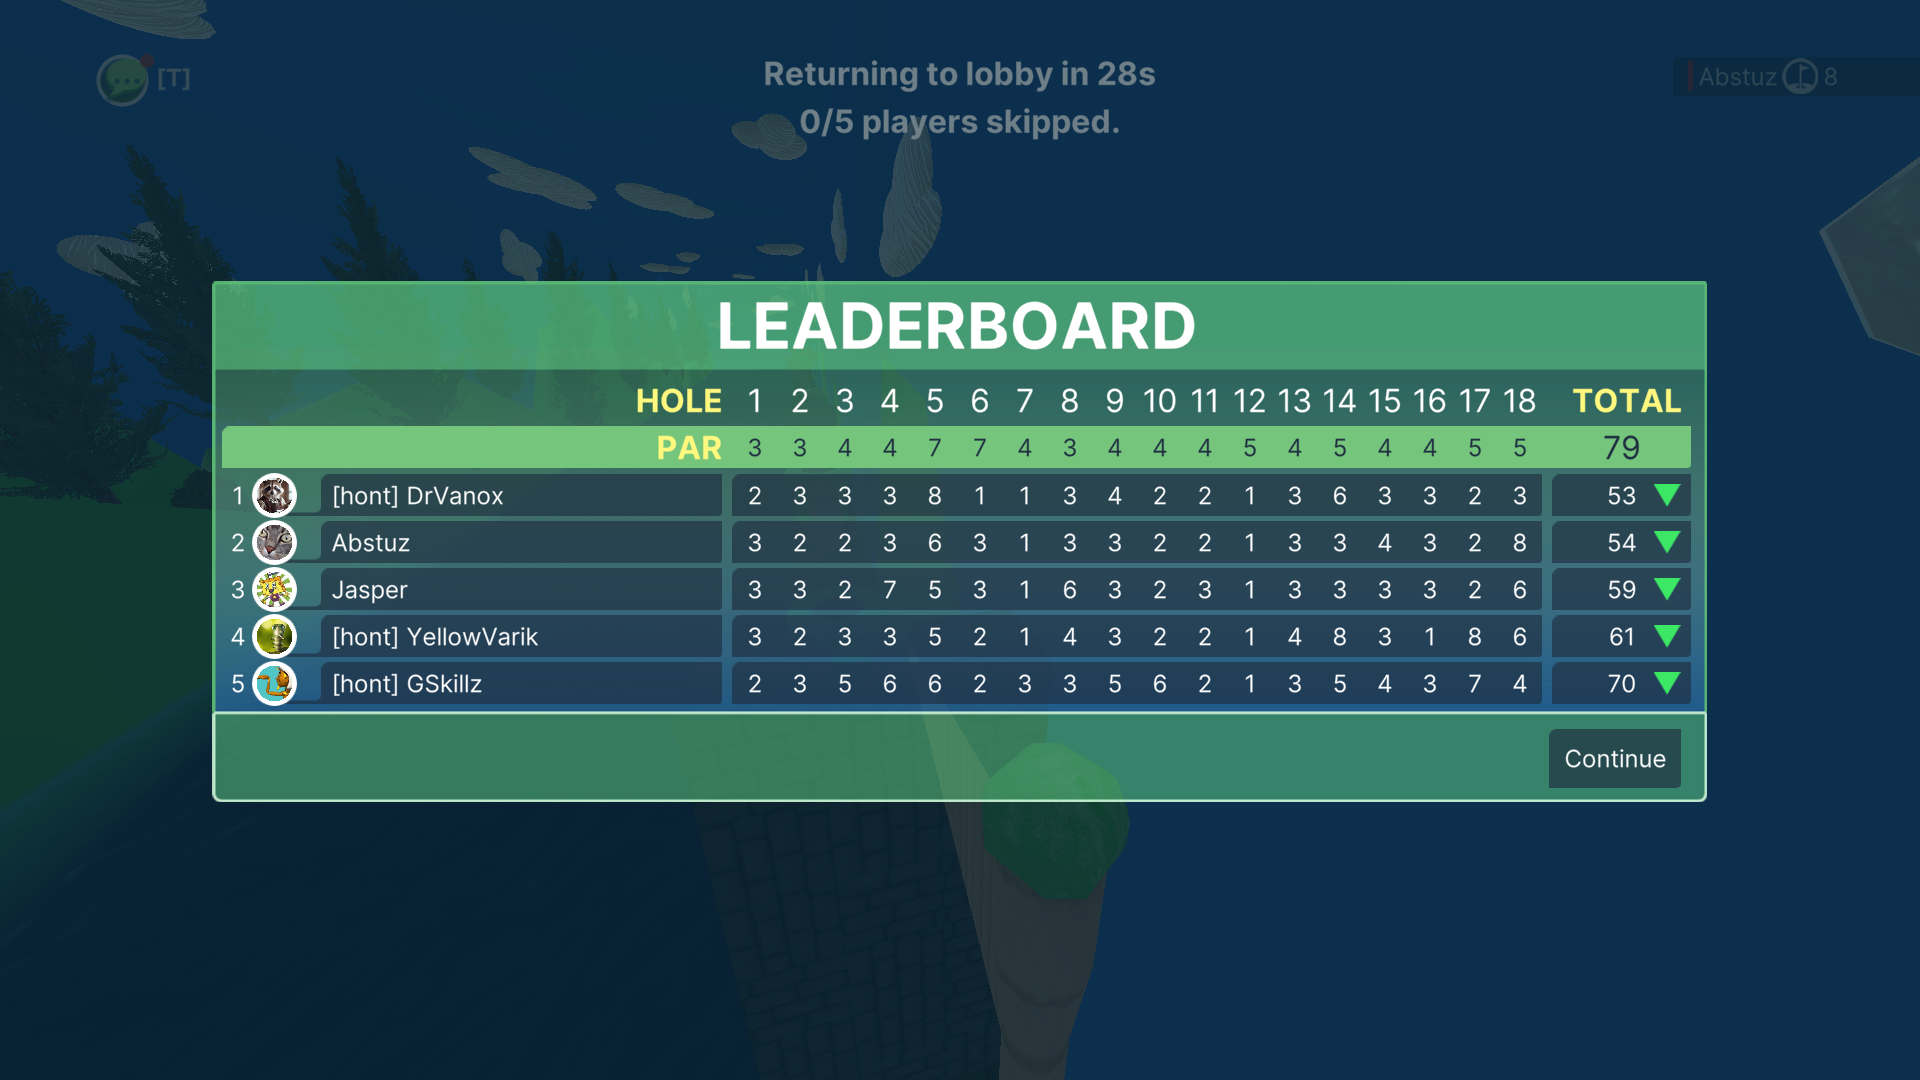 [T]
Returning to lobby in 28s
0/5 players skipped.
Abstuz 8
LEADERBOARD
HOLE 1 2 3 4 5 6 7 8 9 10 11 12 13 14 15 16 17 18 TOTAL
PAR 3 3 4 4 7 7 4 3 4 4 4 5 4 5 4 4 5 5 79
1 [hont] DrVanox 2 3 3 3 8 1 1 3 4 2 2 1 3 6 3 3 2 3 53
2 Abstuz 3 2 2 3 6 3 1 3 3 2 2 1 3 3 4 3 2 8 54
3 Jasper 3 3 2 7 5 3 1 6 3 2 3 1 3 3 3 3 2 6 59
4 [hont] YellowVarik 3 2 3 3 5 2 1 4 3 2 2 1 4 8 3 1 8 6 61
5 [hont] GSkillz 2 3 5 6 6 2 3 3 5 6 2 1 3 5 4 3 7 4 70
Continue